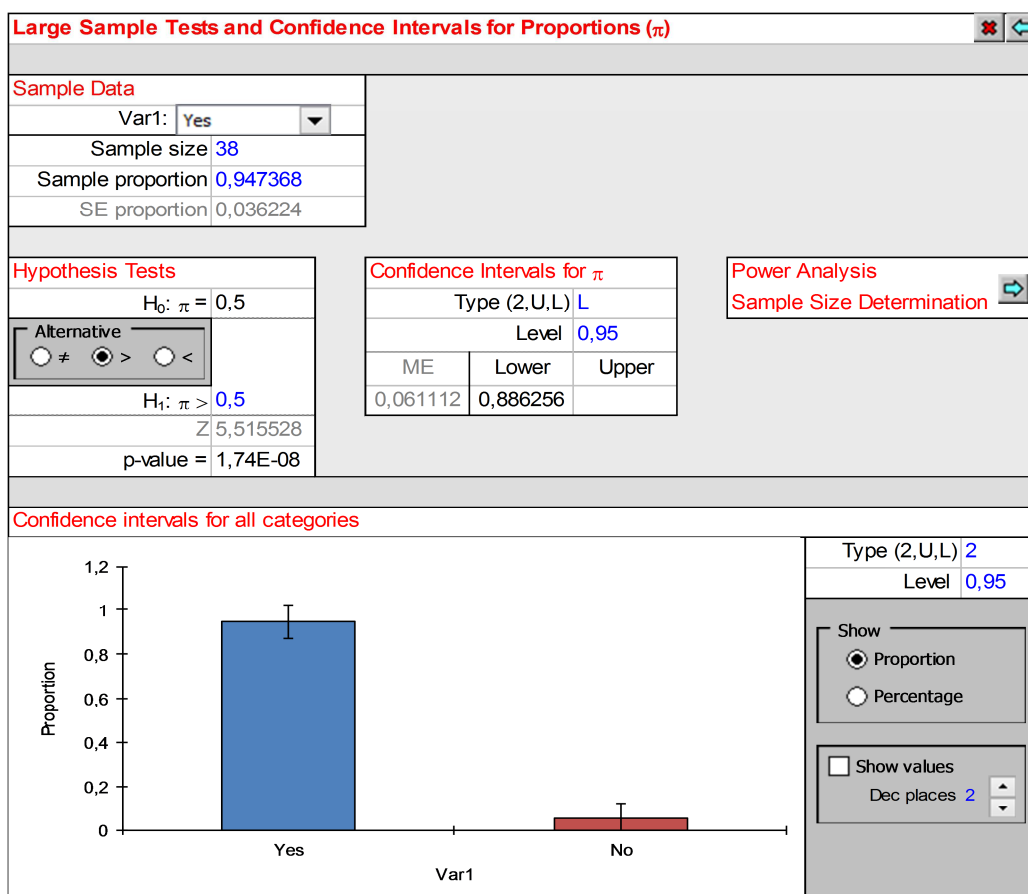 Large Sample Tests and Confidence Intervals for Proportions (π)
Sample Data
Var1: Yes
Sample size 38
Sample proportion 0,947368
SE proportion 0,036224
Hypothesis Tests
H0: π = 0,5
Alternative
≠ > <
H1: π > 0,5
Z 5,515528
p-value = 1,74E-08
Confidence Intervals for π
Type (2,U,L) L
Level 0,95
ME Lower Upper
0,061112 0,886256
Power Analysis
Sample Size Determination
Confidence intervals for all categories
1,2
1
0,8
0,6
0,4
0,2
0
Proportion
Yes No
Var1
Type (2,U,L) 2
Level 0,95
Show
Proportion
Percentage
Show values
Dec places 2